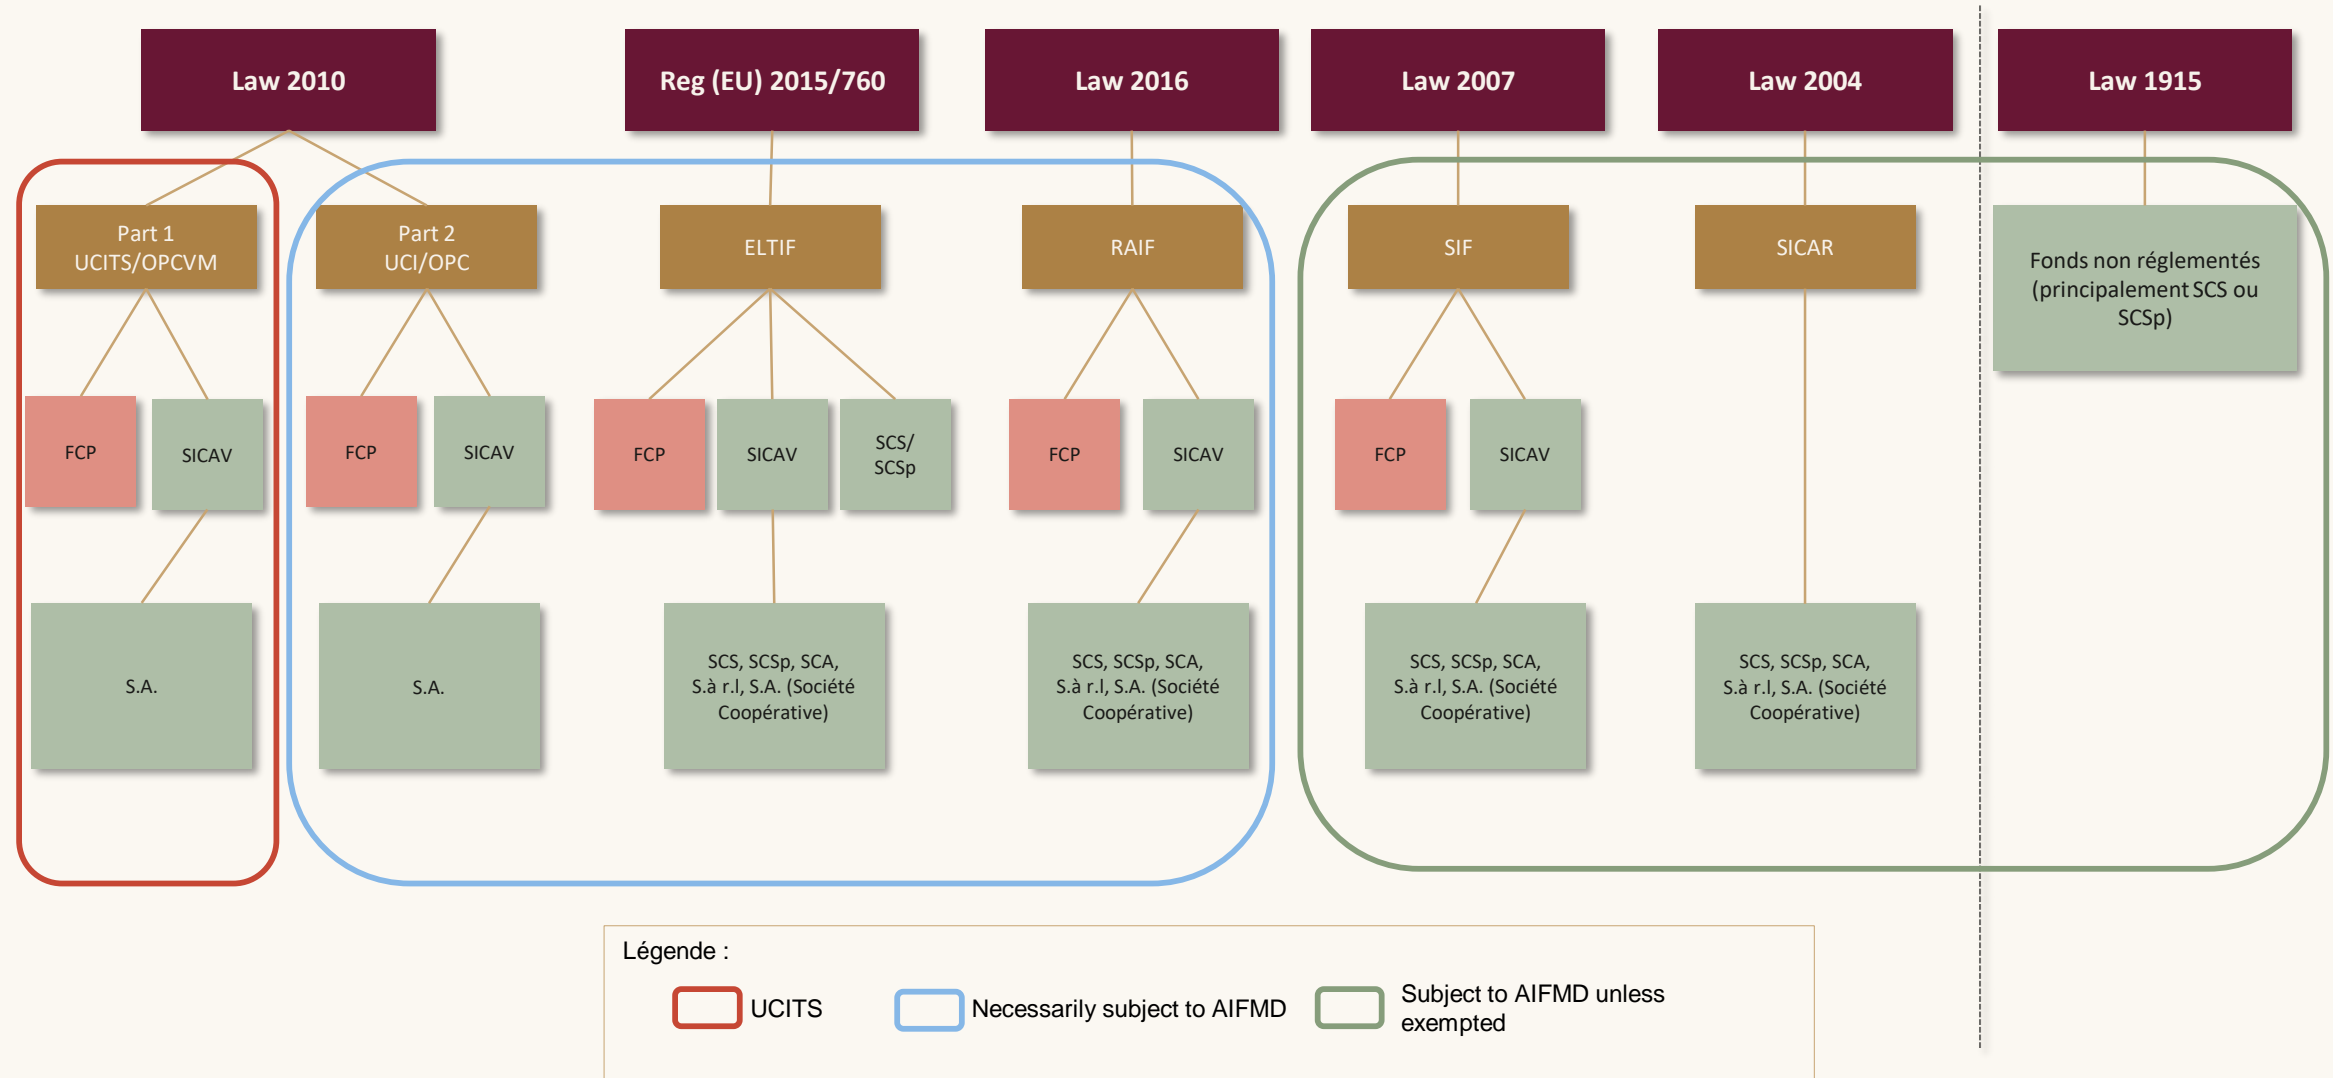 Law 2010
Reg (EU) 2015/760
Law 2016
Law 2007
Law 2004
Law 1915
Part 1
UCITS/OPCVM
Part 2
UCI/OPC
ELTIF
RAIF
SIF
SICAR
Fonds non réglementés
(principalement SCS ou
SCSp)
FCP
SICAV
FCP
SICAV
FCP
SICAV
SCS/
SCSp
FCP
SICAV
FCP
SICAV
S.A.
S.A.
SCS, SCSp, SCA,
S.à r.l, S.A. (Société
Coopérative)
SCS, SCSp, SCA,
S.à r.l, S.A. (Société
Coopérative)
SCS, SCSp, SCA,
S.à r.l, S.A. (Société
Coopérative)
SCS, SCSp, SCA,
S.à r.l, S.A. (Société
Coopérative)
Légende :
UCITS
Necessarily subject to AIFMD
Subject to AIFMD unless
exempted